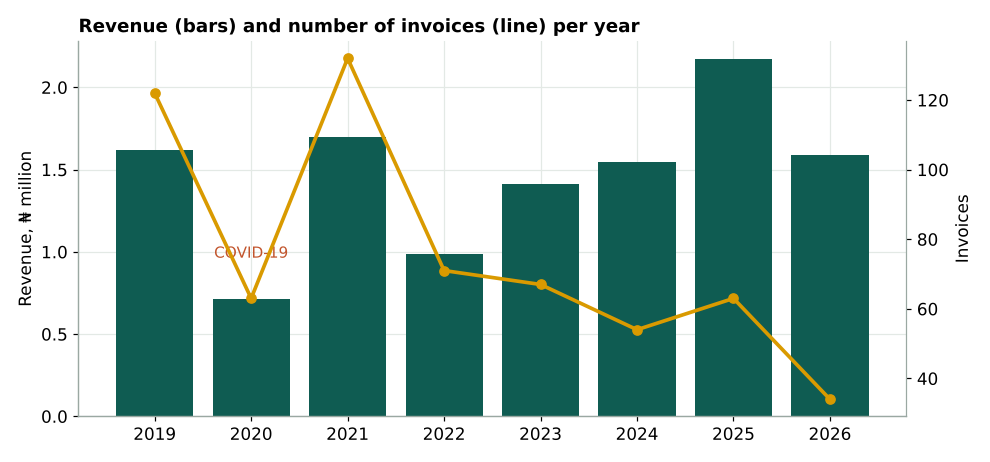 Revenue (bars) and number of invoices (line) per year
Revenue, ₦ million
2.0
1.5
1.0
0.5
0.0
COVID-19
120
100
80
60
40
Invoices
2019 2020 2021 2022 2023 2024 2025 2026